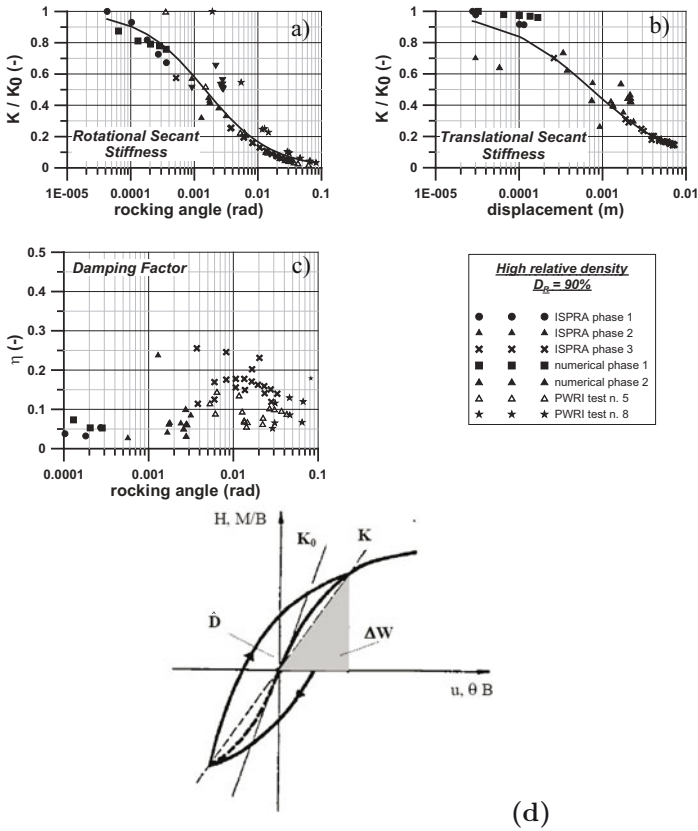 a)
1
0.8
0.6
0.4
0.2
0
K / K0 (-)
Rotational Secant
Stiffness
1E-005 0.0001 0.001 0.01 0.1
rocking angle (rad)
b)
1
0.8
0.6
0.4
0.2
0
K / K0 (-)
Translational Secant
Stiffness
1E-005 0.0001 0.001 0.01
displacement (m)
c)
0.5
0.4
0.3
0.2
0.1
0
η (-)
Damping Factor
0.0001 0.001 0.01 0.1
rocking angle (rad)
High relative density
DR = 90%
ISPRA phase 1
ISPRA phase 2
ISPRA phase 3
numerical phase 1
numerical phase 2
PWRI test n. 5
PWRI test n. 8
H, M/B
K0
K
D̂
ΔW
u, θ B
(d)